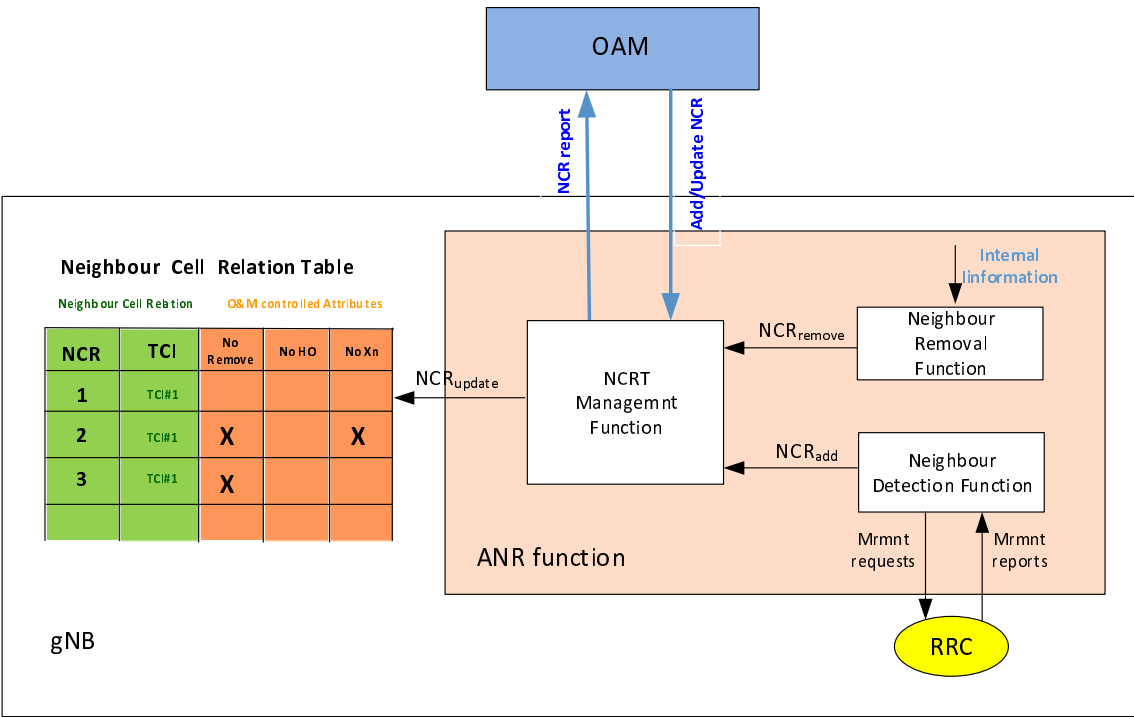 OAM
NCR report
Add/Update NCR
Neighbour Cell Relation Table
Neighbour Cell Relation
O&M controlled Attributes
NCR TCI No Remove No HO No Xn
1 TCI#1
2 TCI#1 X X
3 TCI#1 X
NCRupdate
NCRT
Managemnt
Function
NCRremove
NCRadd
Internal
Iinformation
Neighbour
Removal
Function
Neighbour
Detection Function
Mrmnt
requests
Mrmnt
reports
ANR function
RRC
gNB